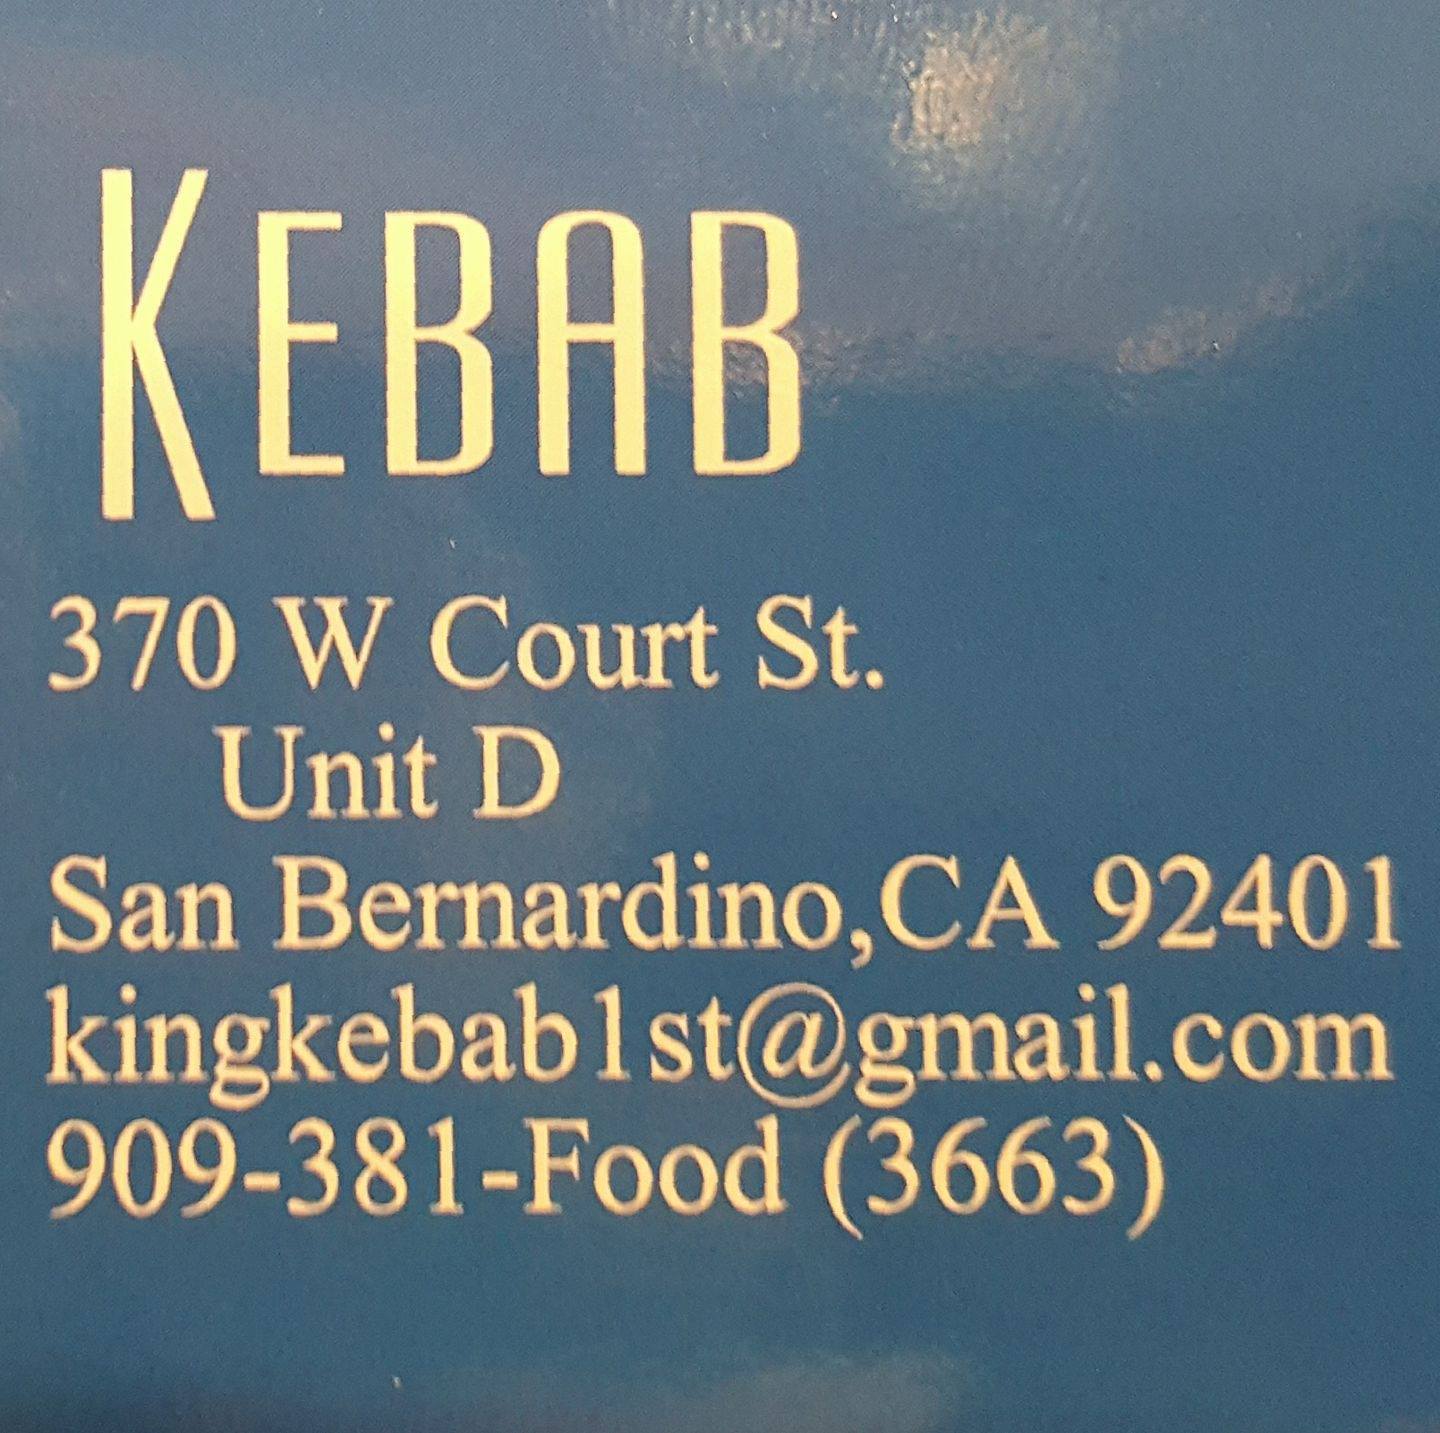 KEBAB
370 W Court St.
Unit D
San Bernardino,CA 92401
kingkebab1st@gmail.com
909-381-Food (3663)